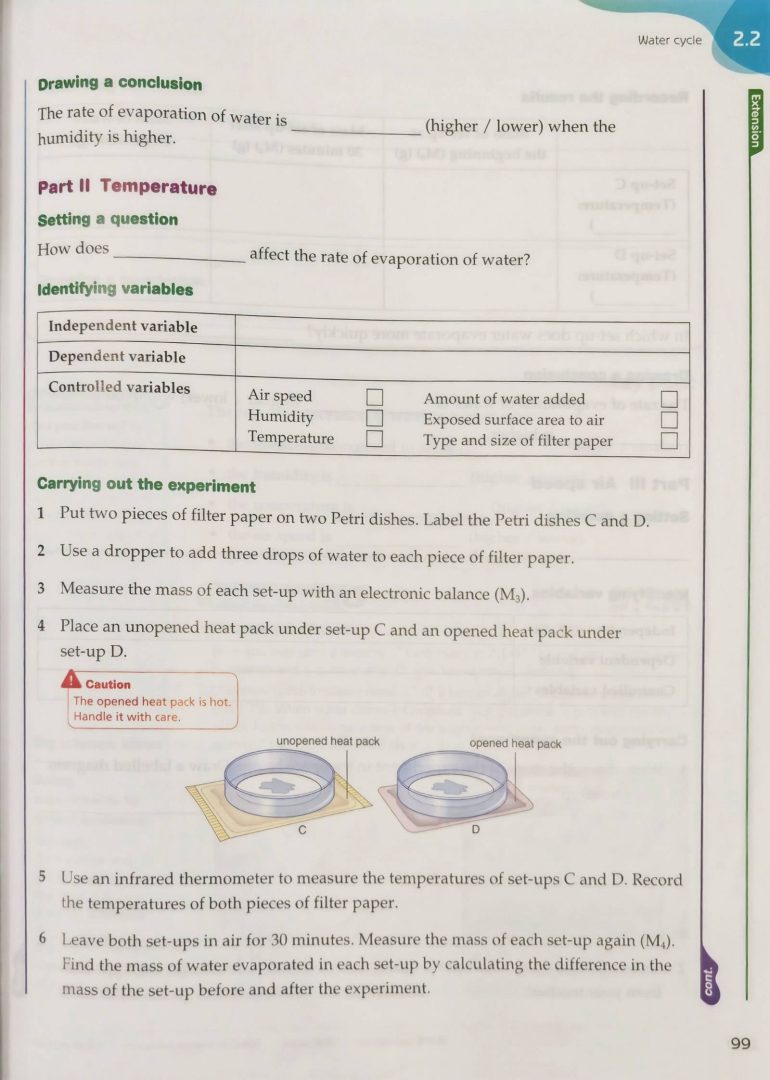 Water cycle 2.2
Extension
Drawing a conclusion
The rate of evaporation of water is ______________ (higher / lower) when the
humidity is higher.
Part II Temperature
Setting a question
How does ______________ affect the rate of evaporation of water?
Identifying variables
Independent variable
Dependent variable
Controlled variables
Air speed □ Amount of water added □
Humidity □ Exposed surface area to air □
Temperature □ Type and size of filter paper □
Carrying out the experiment
1 Put two pieces of filter paper on two Petri dishes. Label the Petri dishes C and D.
2 Use a dropper to add three drops of water to each piece of filter paper.
3 Measure the mass of each set-up with an electronic balance (M₃).
4 Place an unopened heat pack under set-up C and an opened heat pack under
set-up D.
Caution
The opened heat pack is hot.
Handle it with care.
unopened heat pack opened heat pack
C D
5 Use an infrared thermometer to measure the temperatures of set-ups C and D. Record
the temperatures of both pieces of filter paper.
6 Leave both set-ups in air for 30 minutes. Measure the mass of each set-up again (M₄).
Find the mass of water evaporated in each set-up by calculating the difference in the
mass of the set-up before and after the experiment.
cont.
99